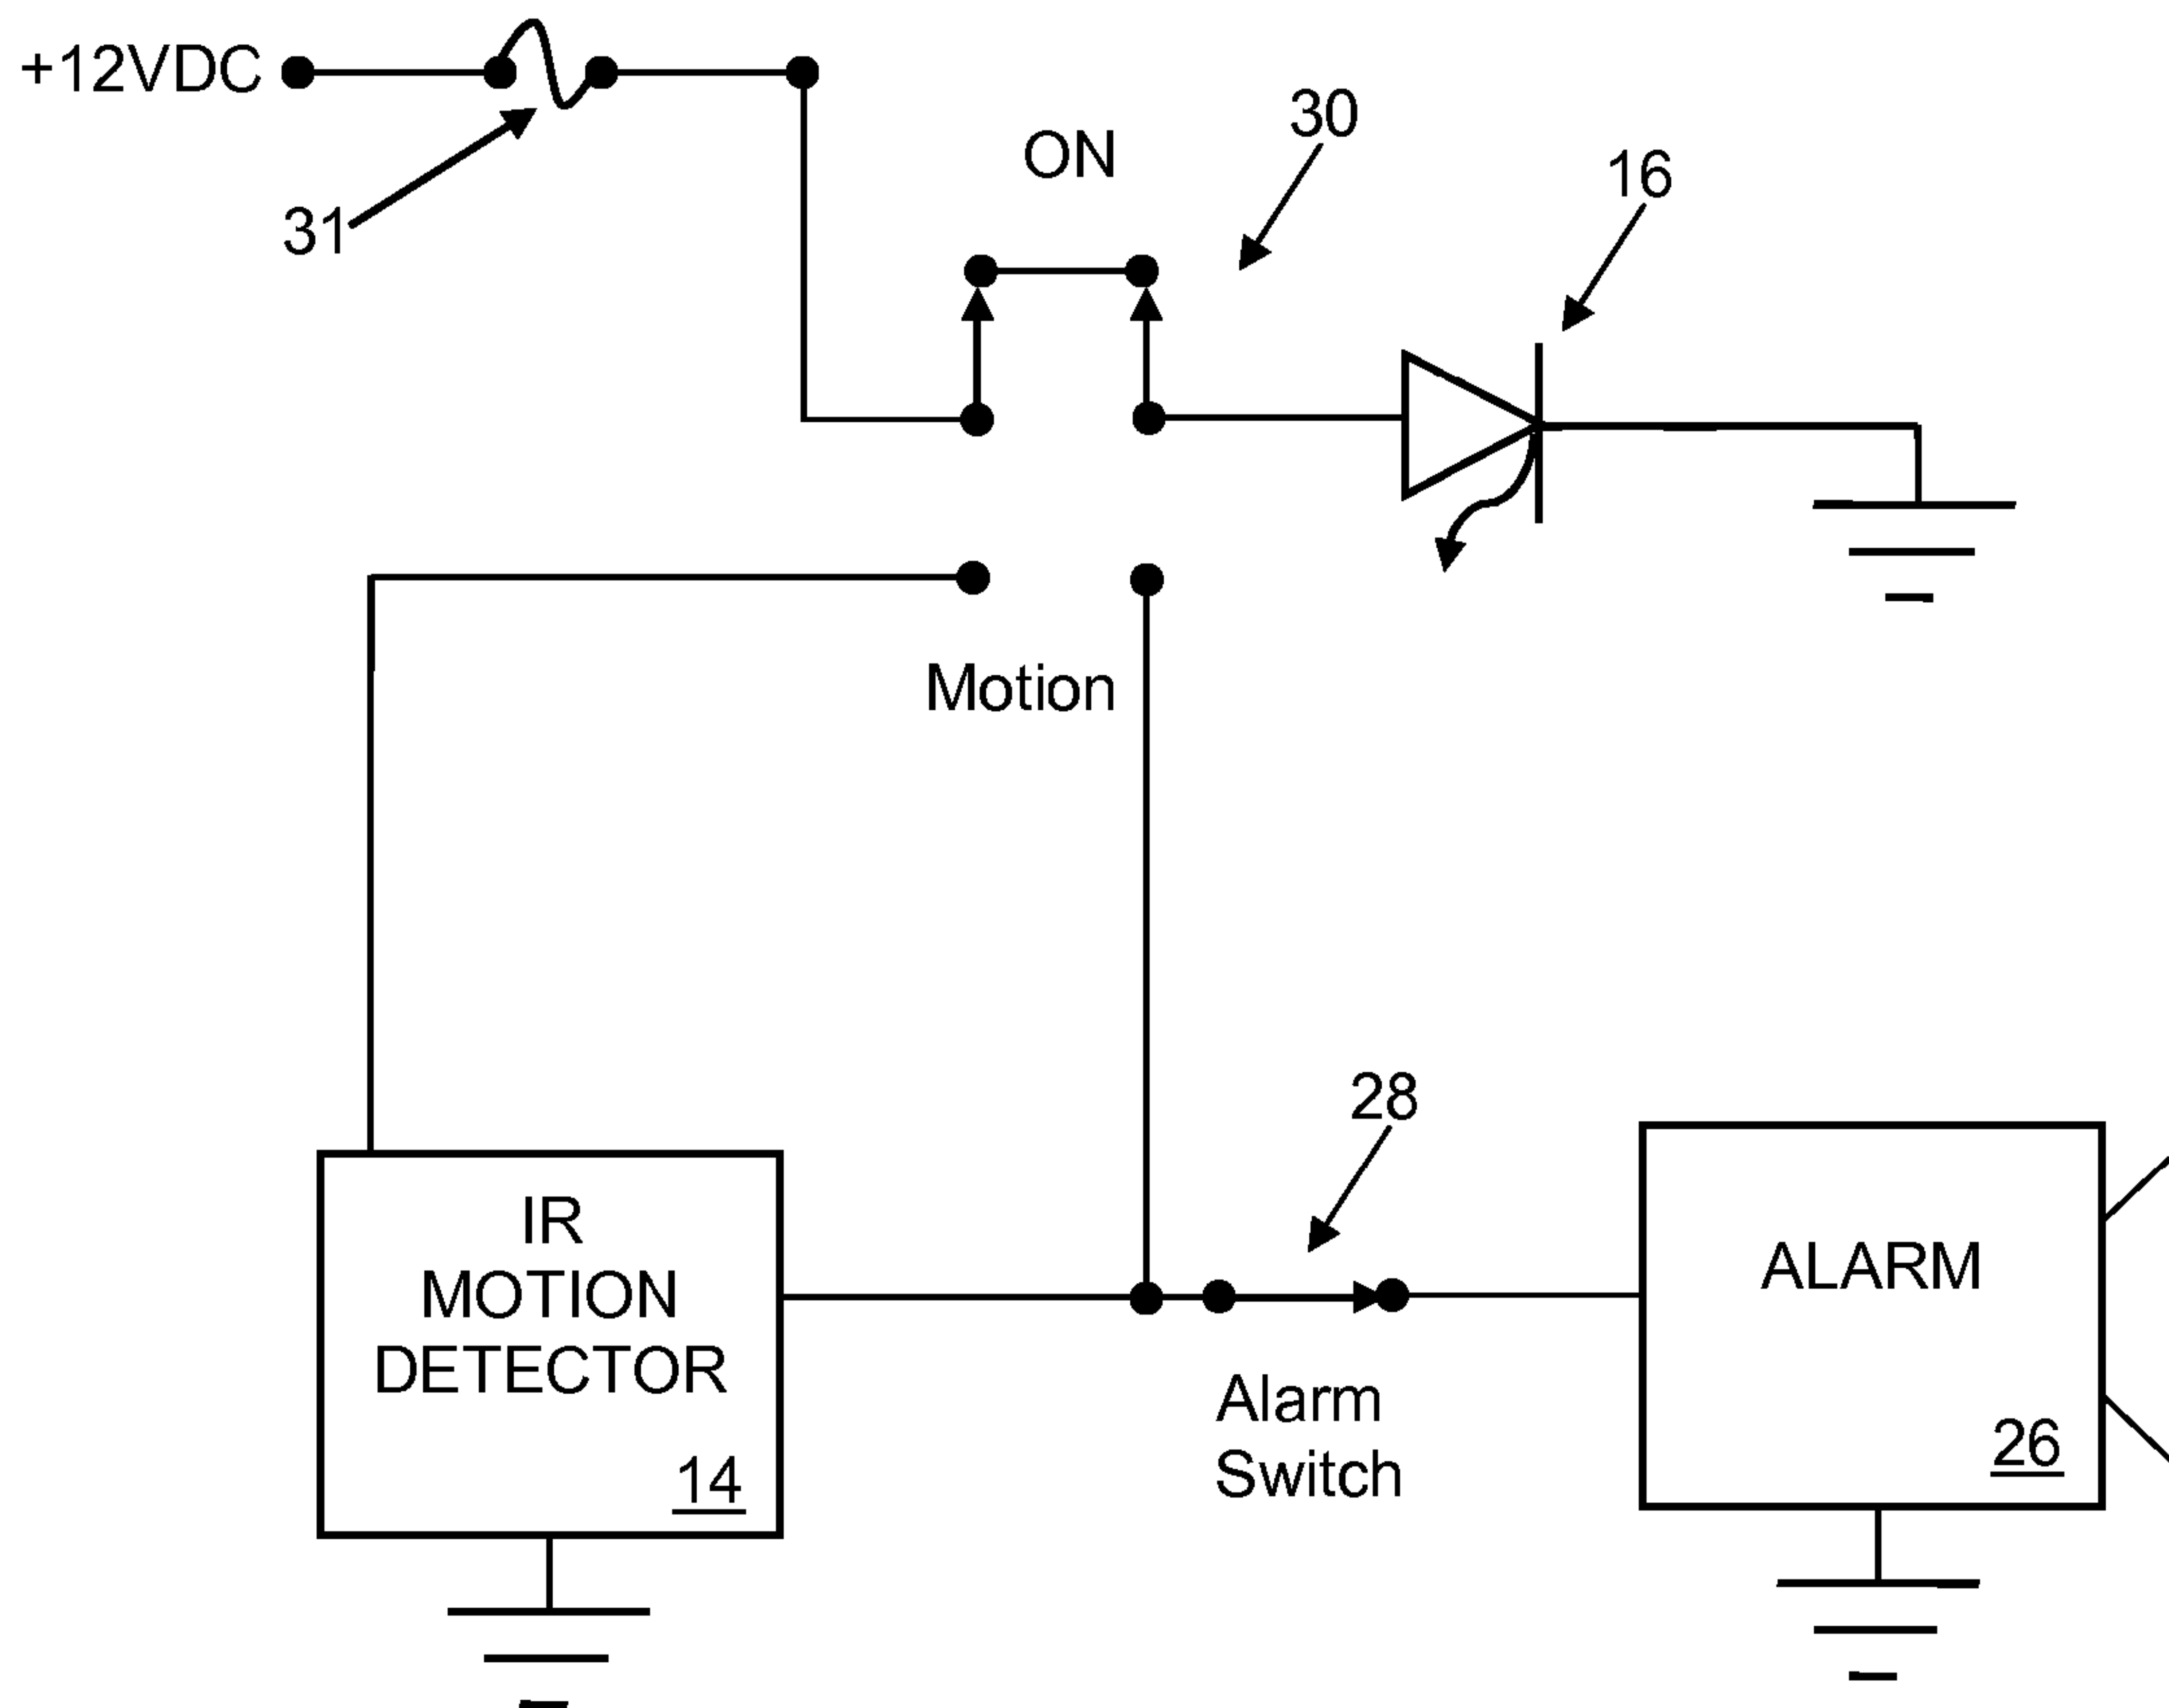 +12VDC
31
ON
30
16
Motion
28
IR
MOTION
DETECTOR
14
Alarm
Switch
ALARM
26